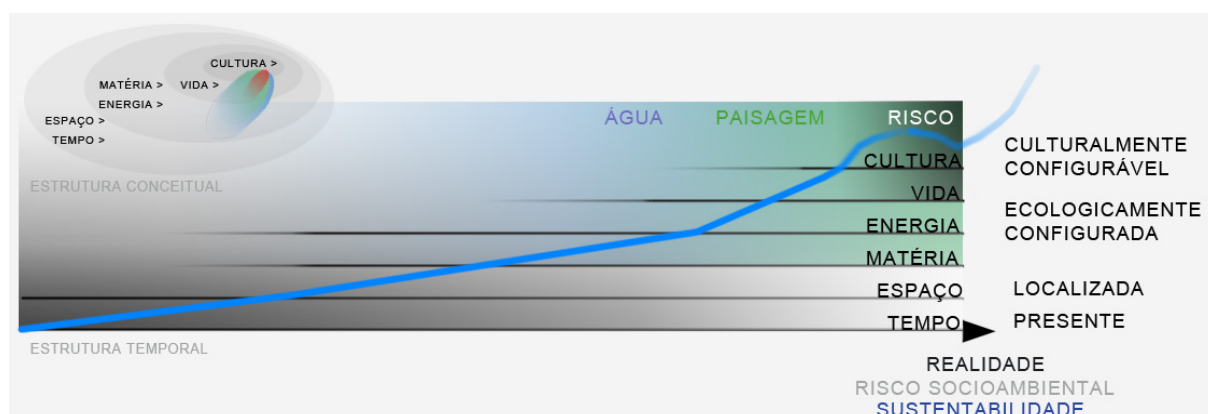 CULTURA >
MATÉRIA > VIDA >
ENERGIA >
ESPAÇO >
TEMPO >
ESTRUTURA CONCEITUAL
ÁGUA PAISAGEM RISCO
CULTURA
VIDA
ENERGIA
MATÉRIA
ESPAÇO
TEMPO
CULTURALMENTE
CONFIGURÁVEL
ECOLOGICAMENTE
CONFIGURADA
LOCALIZADA
PRESENTE
ESTRUTURA TEMPORAL
REALIDADE
RISCO SOCIOAMBIENTAL
SUSTENTABILIDADE